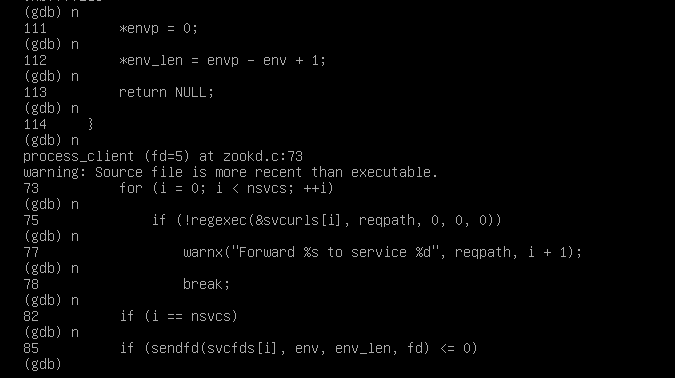 (gdb) n
111         *envp = 0;
(gdb) n
112         *env_len = envp - env + 1;
(gdb) n
113         return NULL;
(gdb) n
114     }
(gdb) n
process_client (fd=5) at zookd.c:73
warning: Source file is more recent than executable.
73          for (i = 0; i < nsvcs; ++i)
(gdb) n
75              if (!regexec(&svcurls[i], reqpath, 0, 0, 0))
(gdb) n
77                  warnx("Forward %s to service %d", reqpath, i + 1);
(gdb) n
78                  break;
(gdb) n
82          if (i == nsvcs)
(gdb) n
85          if (sendfd(svcfds[i], env, env_len, fd) <= 0)
(gdb)